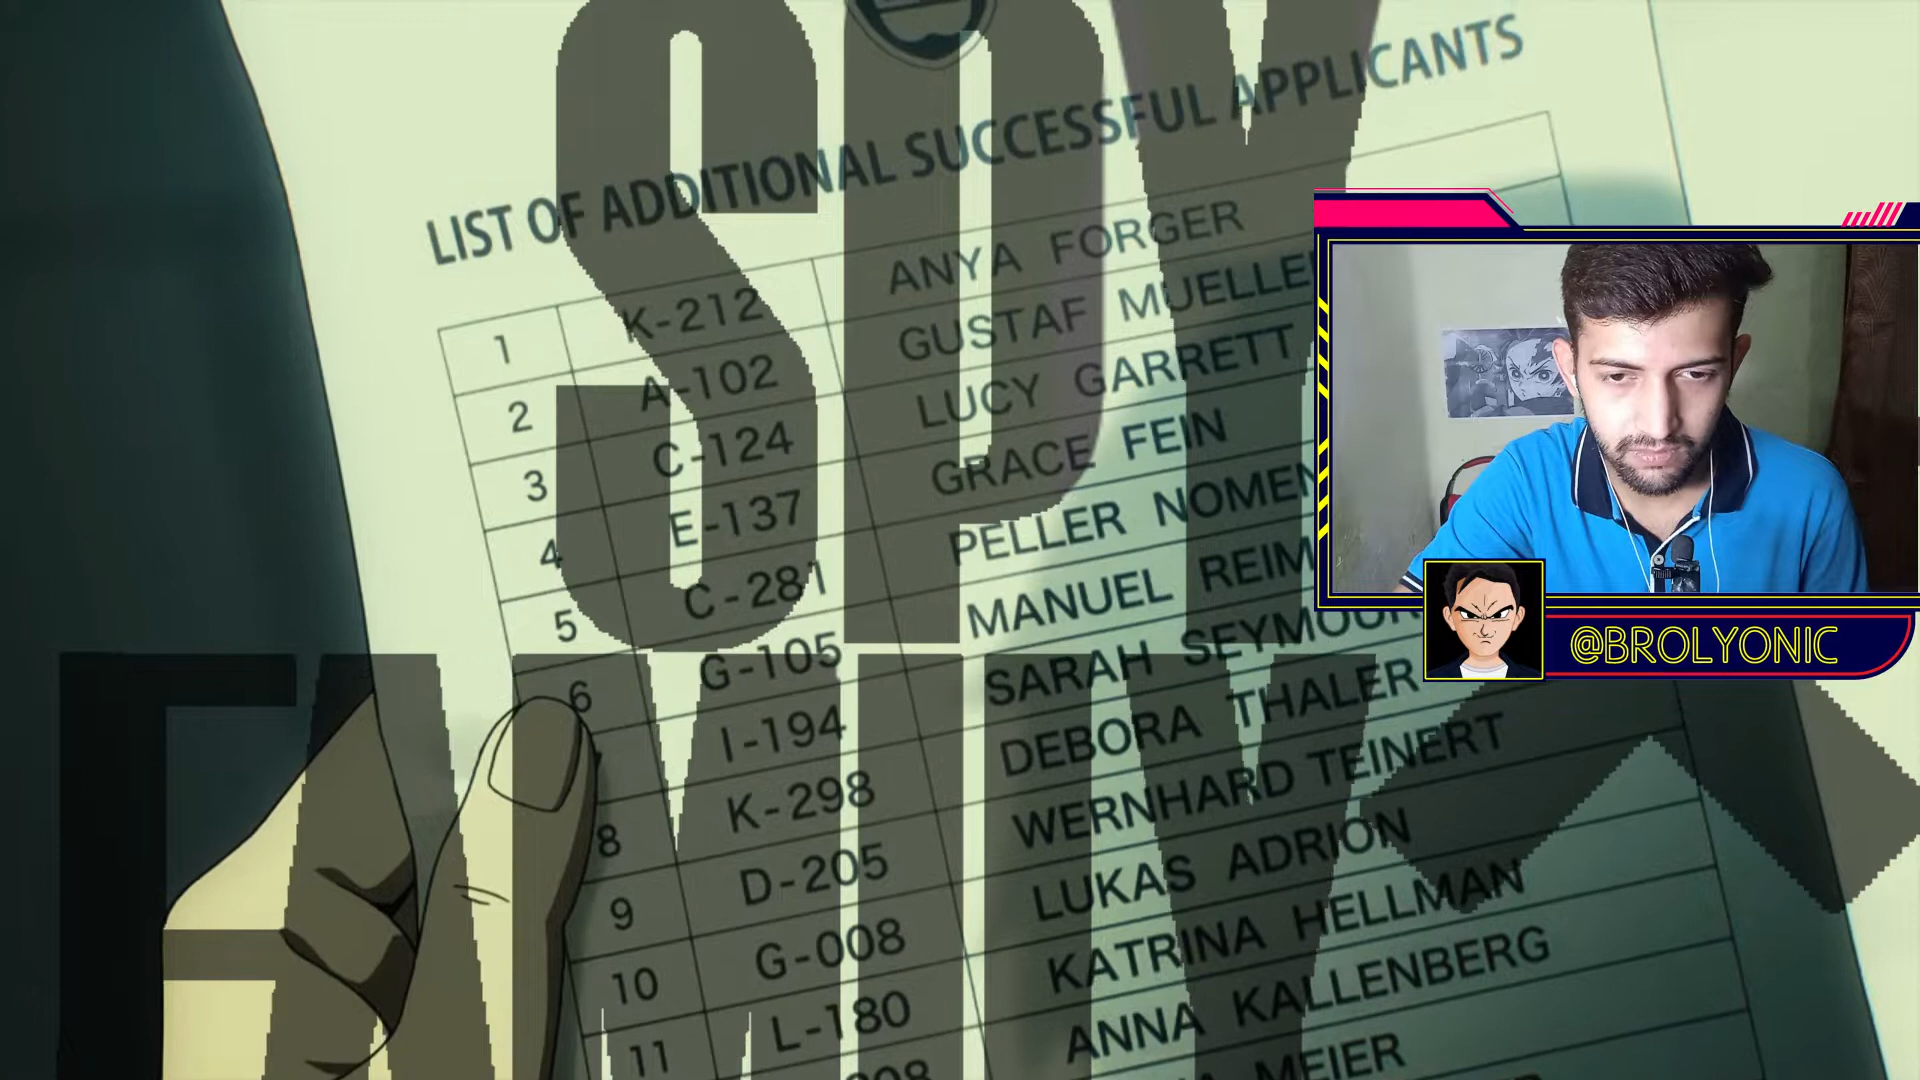 SPY
FAMILY
LIST OF ADDITIONAL SUCCESSFUL APPLICANTS
1 K-212 ANYA FORGER
2 A-102 GUSTAF MUELLE
3 C-124 LUCY GARRETT
4 E-137 GRACE FEIN
5 C-281 PELLER NOMEN
6 G-105 MANUEL REIM
I-194 SARAH SEYMOUR
8 K-298 DEBORA THALER
9 D-205 WERNHARD TEINERT
10 G-008 LUKAS ADRION
11 L-180 KATRINA HELLMAN
ANNA KALLENBERG
MEIER
@BROLYONIC